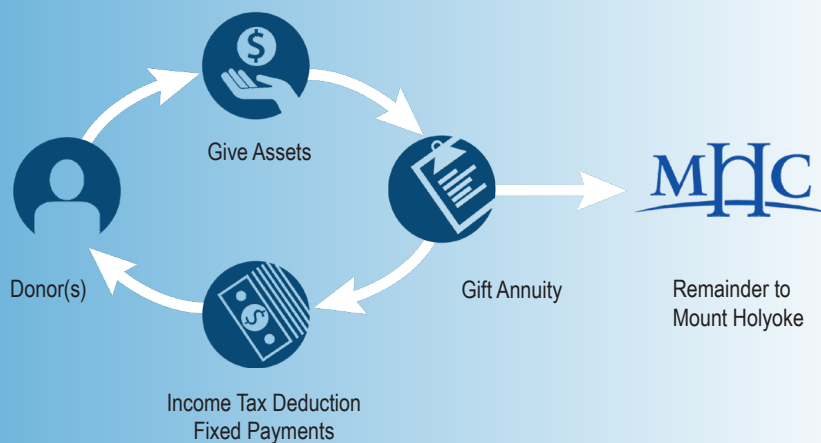 $
Give Assets
MHC
Donor(s)
Gift Annuity
Remainder to
Mount Holyoke
$
Income Tax Deduction
Fixed Payments